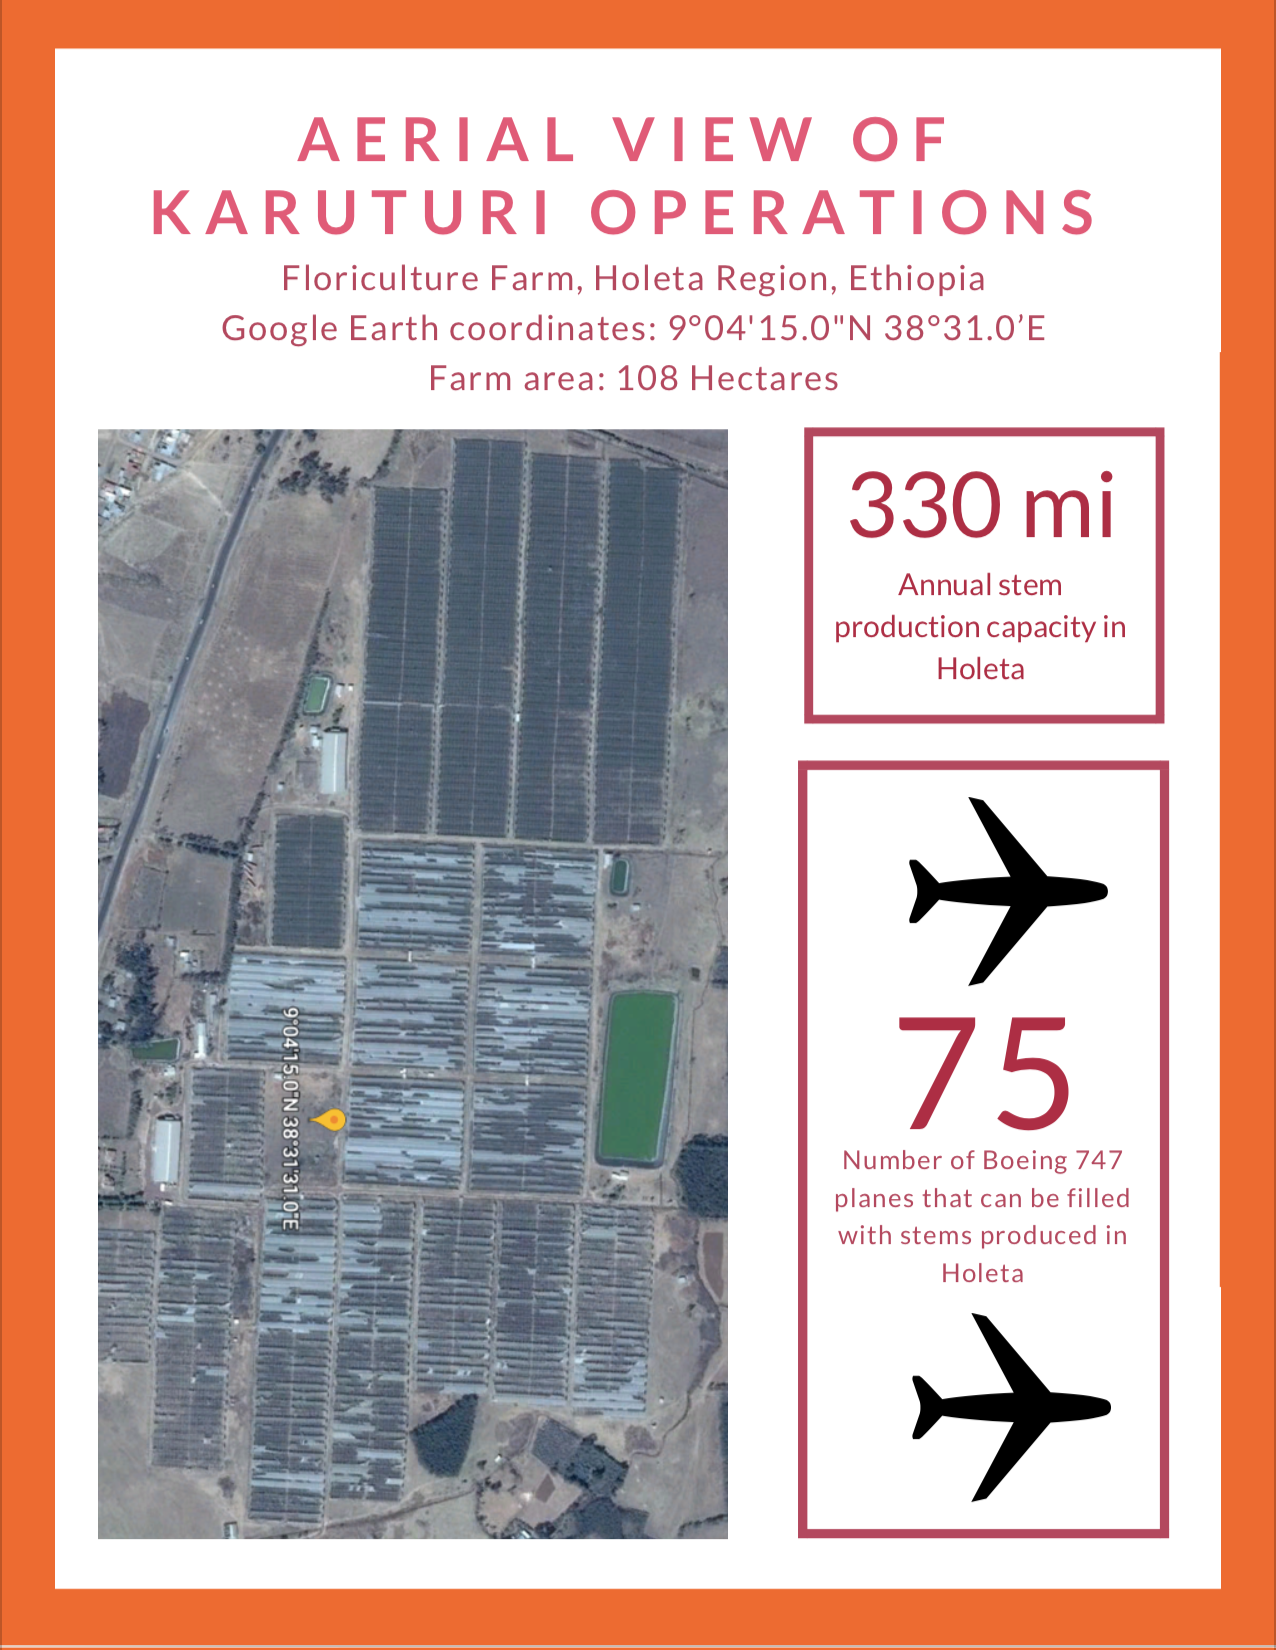 AERIAL VIEW OF
KARUTURI OPERATIONS
Floriculture Farm, Holeta Region, Ethiopia
Google Earth coordinates: 9°04'15.0"N 38°31.0’E
Farm area: 108 Hectares
9°04'15.0"N 38°31'31.0"E
330 mi
Annual stem
production capacity in
Holeta
75
Number of Boeing 747
planes that can be filled
with stems produced in
Holeta